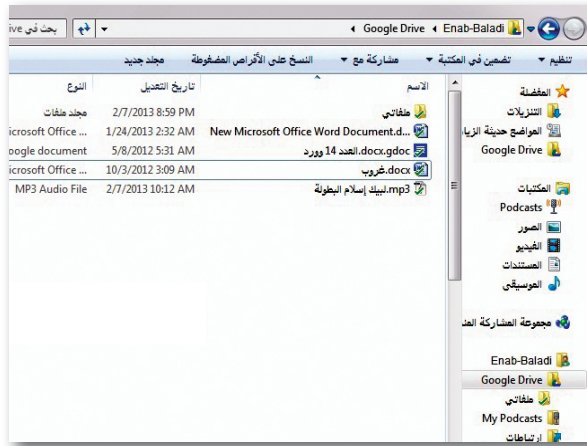 Enab-Baladi ◂ Google Drive ◂
بحث في ive
تنظيم ▾ تضمين في المكتبة ▾ مشاركة مع ▾ النسخ على الأقراص المضغوطة مجلد جديد
الاسم تاريخ التعديل النوع
ملفاتي 2/7/2013 8:59 PM مجلد ملفات
New Microsoft Office Word Document.d... 1/24/2013 2:32 AM icrosoft Office ...
العدد 14 وورد.docx.gdoc 5/8/2012 5:31 AM oogle document
غروب.docx 10/3/2012 3:09 AM icrosoft Office ...
لبيك إسلام البطولة.mp3 2/7/2013 10:12 AM MP3 Audio File
المفضلة
التنزيلات
المواضع حديثة الزيا
Google Drive
المكتبات
Podcasts
الصور
الفيديو
المستندات
الموسيقى
مجموعة المشاركة المنز
Enab-Baladi
Google Drive
ملفاتي
My Podcasts
ارتباطات